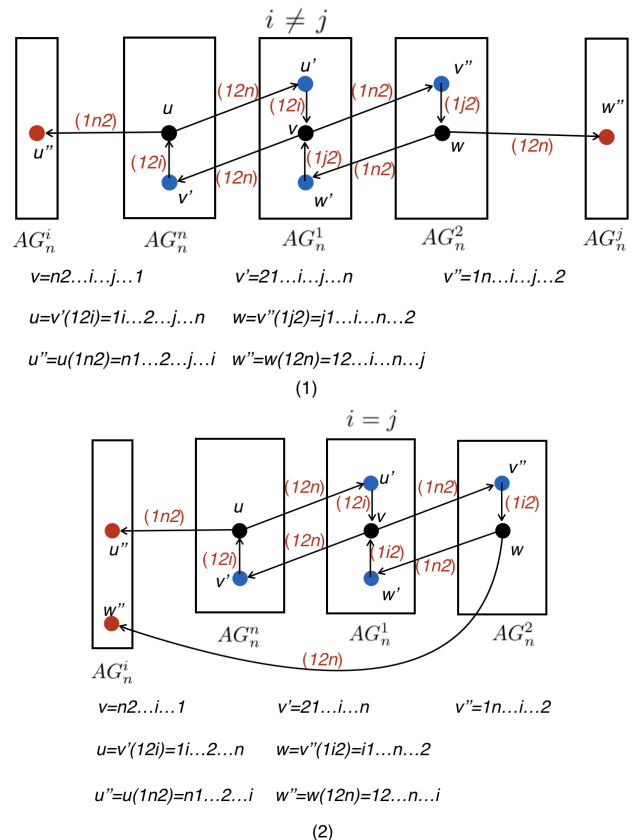 i ≠ j
u' v''
u (12n) (12i) (1n2) (1j2) w''
(1n2) v
u'' (12i) (12n) (1j2) (1n2) w (12n)
v' w'
AG_n^i AG_n^n AG_n^1 AG_n^2 AG_n^j
v=n2...i...j...1 v'=21...i...j...n v''=1n...i...j...2
u=v'(12i)=1i...2...j...n w=v''(1j2)=j1...i...n...2
u''=u(1n2)=n1...2...j...i w''=w(12n)=12...i...n...j
(1)
i = j
u' v''
u (12n) (12i) (1n2) (1i2)
(1n2) v
u'' (12i) (12n) (1i2) (1n2) w
v' w'
w''
AG_n^n AG_n^1 AG_n^2
(12n)
AG_n^i
v=n2...i...1 v'=21...i...n v''=1n...i...2
u=v'(12i)=1i...2...n w=v''(1i2)=i1...n...2
u''=u(1n2)=n1...2...i w''=w(12n)=12...n...i
(2)